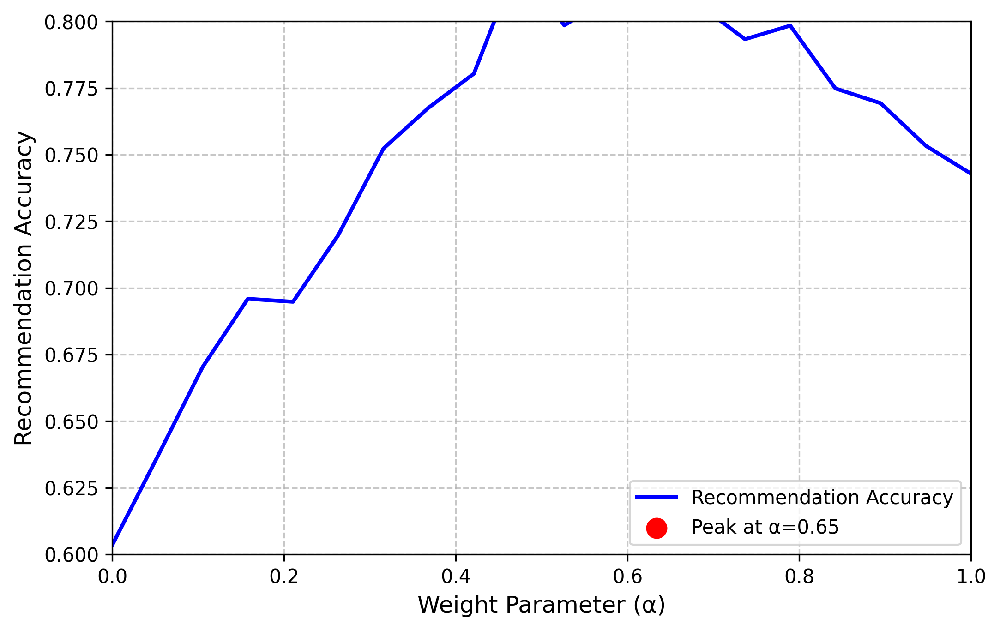 0.800
0.775
0.750
0.725
0.700
0.675
0.650
0.625
0.600
Recommendation Accuracy
Recommendation Accuracy
Peak at α=0.65
0.0 0.2 0.4 0.6 0.8 1.0
Weight Parameter (α)